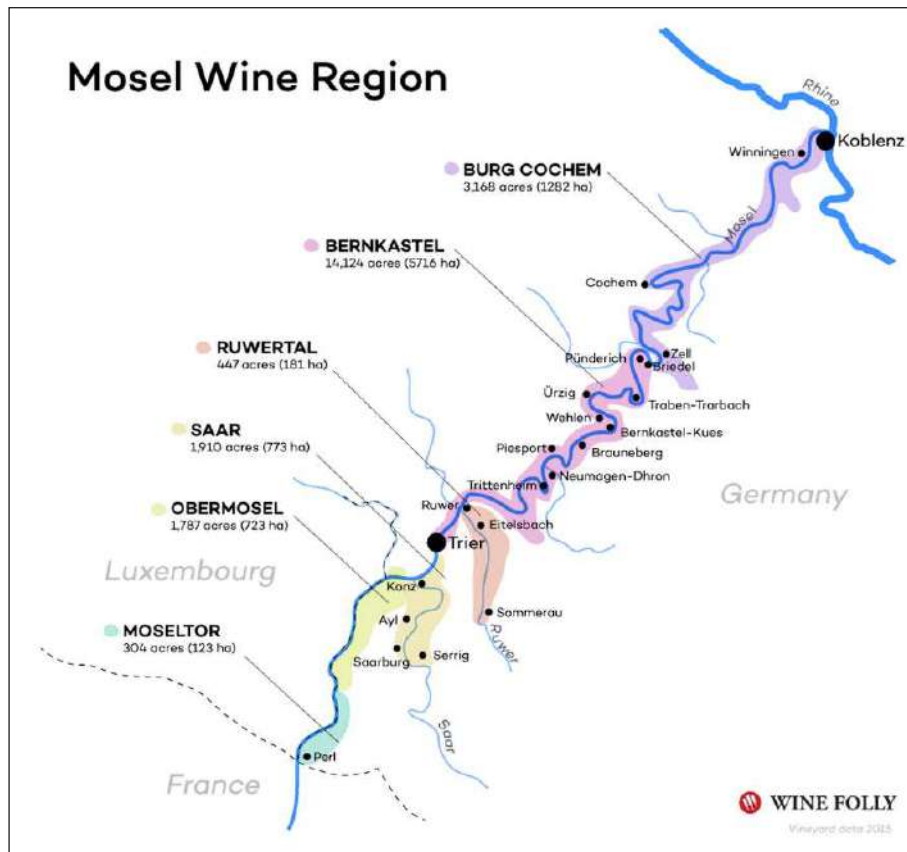 Mosel Wine Region
Rhine
Koblenz
Winningen
BURG COCHEM
3,168 acres (1282 ha)
Mosel
BERNKASTEL
14,124 acres (5716 ha)
Cochem
RUWERTAL
447 acres (181 ha)
Pünderich
Zell
Briedel
Ürzig
Traben-Trarbach
Wehlen
Bernkastel-Kues
SAAR
1,910 acres (773 ha)
Piesport
Brauneberg
Neumagen-Dhron
Trittenheim
Germany
OBERMOSEL
1,787 acres (723 ha)
Ruwer
Eitelsbach
Trier
Luxembourg
Konz
Sommerau
Ayl
MOSELTOR
304 acres (123 ha)
Ruwer
Saarburg
Serrig
Saar
Perl
France
WINE FOLLY
Vineyard data 2015